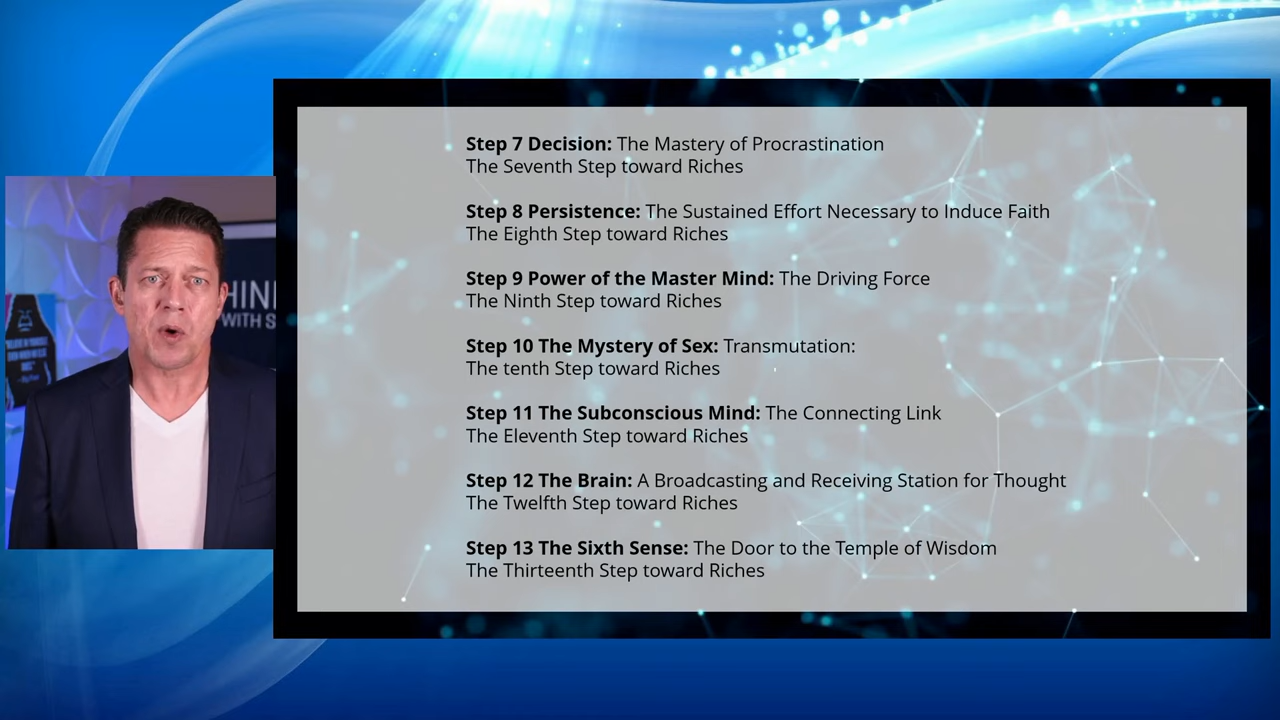 Step 7 Decision: The Mastery of Procrastination
The Seventh Step toward Riches
Step 8 Persistence: The Sustained Effort Necessary to Induce Faith
The Eighth Step toward Riches
Step 9 Power of the Master Mind: The Driving Force
The Ninth Step toward Riches
Step 10 The Mystery of Sex: Transmutation:
The tenth Step toward Riches
Step 11 The Subconscious Mind: The Connecting Link
The Eleventh Step toward Riches
Step 12 The Brain: A Broadcasting and Receiving Station for Thought
The Twelfth Step toward Riches
Step 13 The Sixth Sense: The Door to the Temple of Wisdom
The Thirteenth Step toward Riches
HIN
WITH S